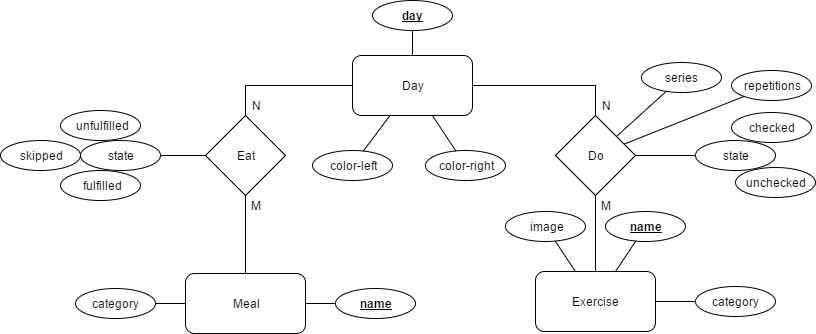 day
Day
series
repetitions
N
N
unfulfilled
checked
skipped
state
Eat
Do
state
color-left
color-right
fulfilled
unchecked
M
M
image
name
category
Meal
name
Exercise
category